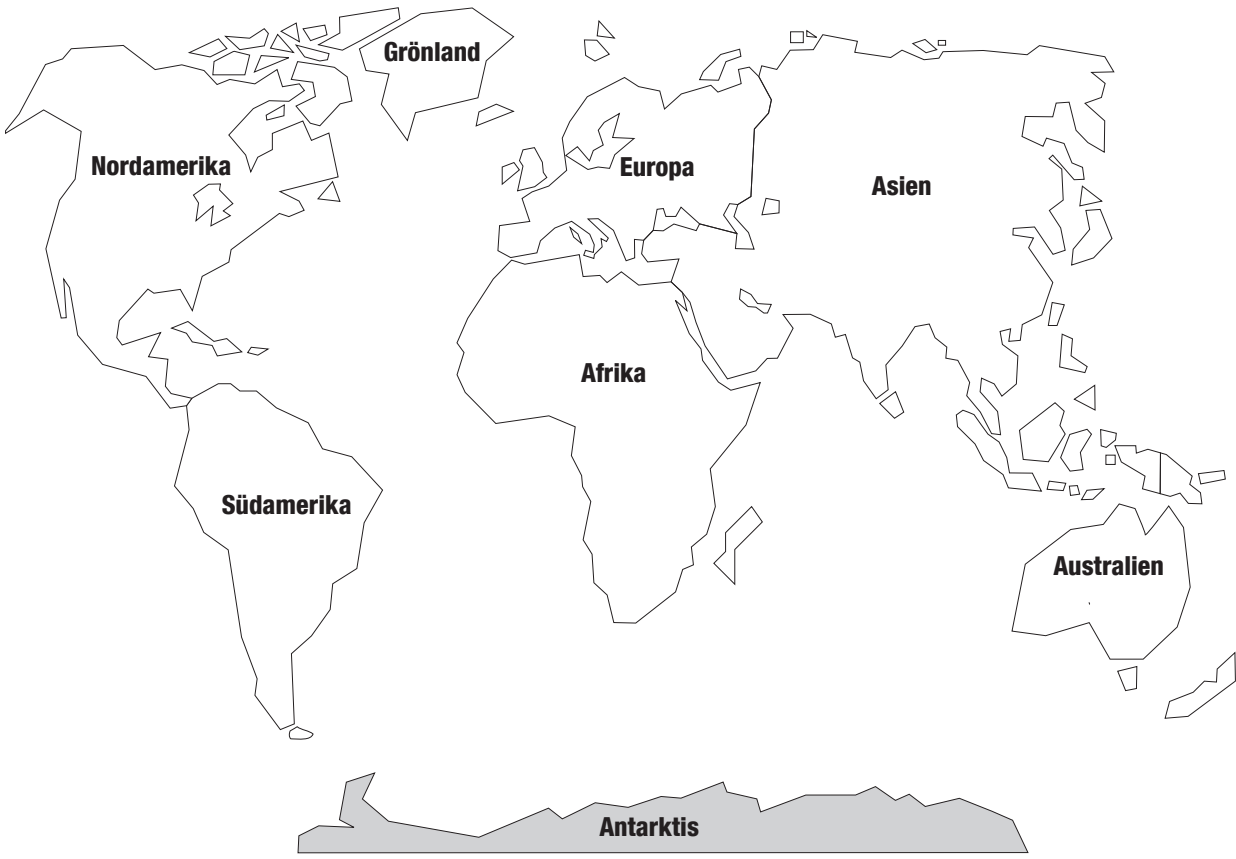 Grönland
Nordamerika
Europa
Asien
Afrika
Südamerika
Australien
Antarktis